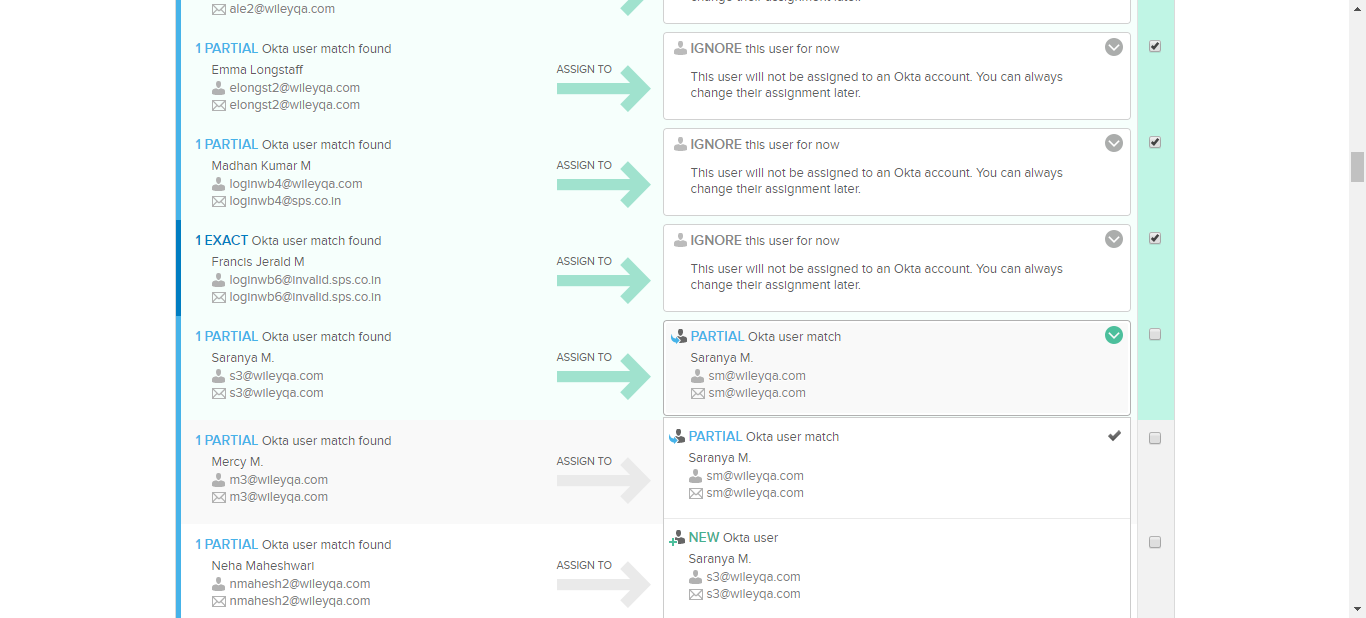 ale2@wileyqa.com
change their assignment later.
1 PARTIAL Okta user match found
Emma Longstaff
elongst2@wileyqa.com
elongst2@wileyqa.com
ASSIGN TO
IGNORE this user for now
This user will not be assigned to an Okta account. You can always
change their assignment later.
1 PARTIAL Okta user match found
Madhan Kumar M
loginwb4@wileyqa.com
loginwb4@sps.co.in
ASSIGN TO
IGNORE this user for now
This user will not be assigned to an Okta account. You can always
change their assignment later.
1 EXACT Okta user match found
Francis Jerald M
loginwb6@invalid.sps.co.in
loginwb6@invalid.sps.co.in
ASSIGN TO
IGNORE this user for now
This user will not be assigned to an Okta account. You can always
change their assignment later.
1 PARTIAL Okta user match found
Saranya M.
s3@wileyqa.com
s3@wileyqa.com
ASSIGN TO
PARTIAL Okta user match
Saranya M.
sm@wileyqa.com
sm@wileyqa.com
1 PARTIAL Okta user match found
Mercy M.
m3@wileyqa.com
m3@wileyqa.com
ASSIGN TO
PARTIAL Okta user match
Saranya M.
sm@wileyqa.com
sm@wileyqa.com
1 PARTIAL Okta user match found
Neha Maheshwari
nmahesh2@wileyqa.com
nmahesh2@wileyqa.com
ASSIGN TO
NEW Okta user
Saranya M.
s3@wileyqa.com
s3@wileyqa.com